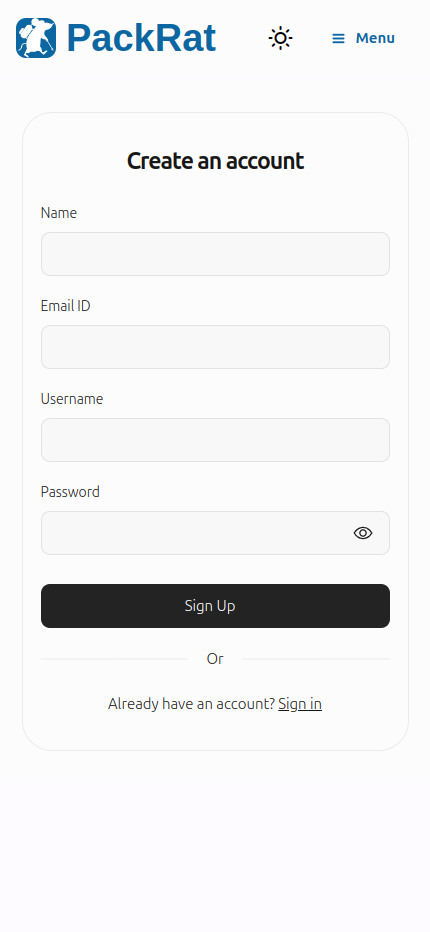 PackRat
Menu
Create an account
Name
Email ID
Username
Password
Sign Up
Or
Already have an account? Sign in